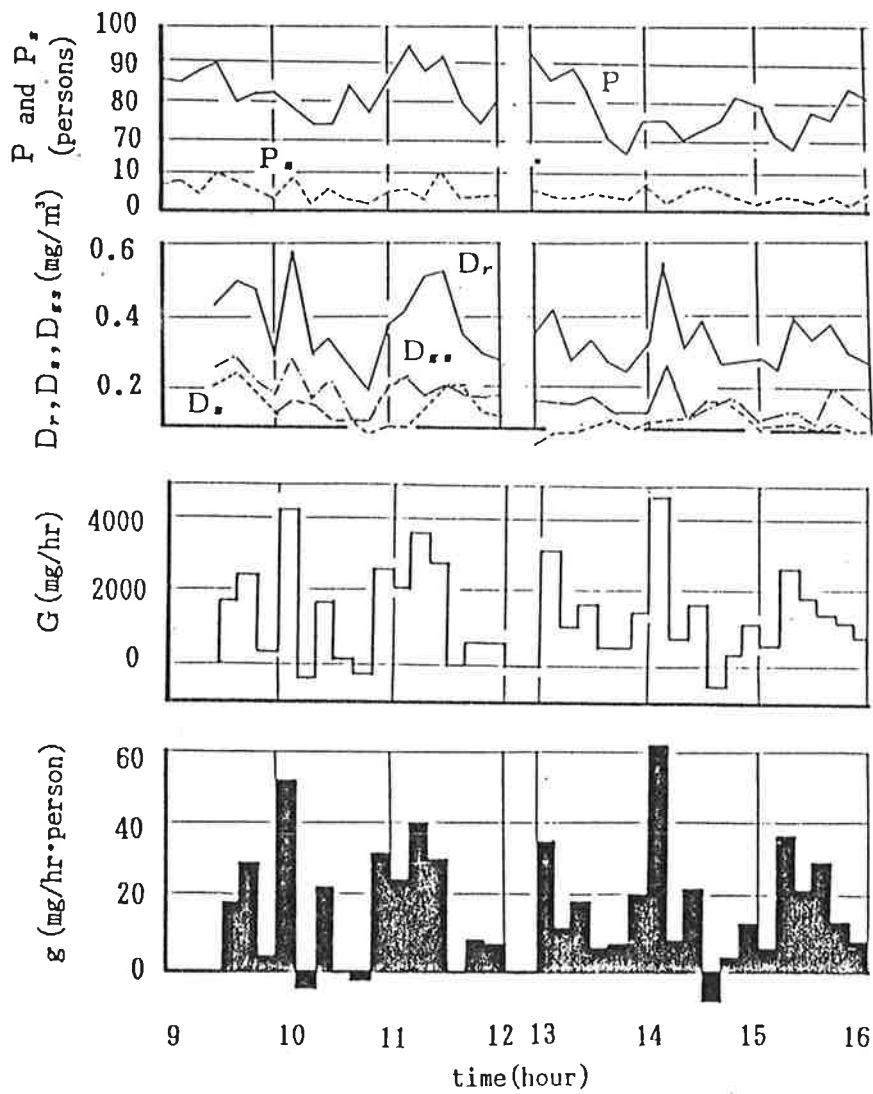 P and Pₛ
(persons)
100
90
80
70
10
0
P
Pₛ
Dᵣ, Dₛ, Dₛₛ (mg/m³)
0.6
0.4
0.2
Dᵣ
Dₛₛ
Dₛ
G (mg/hr)
4000
2000
0
g (mg/hr·person)
60
40
20
0
9 10 11 12 13 14 15 16
time (hour)